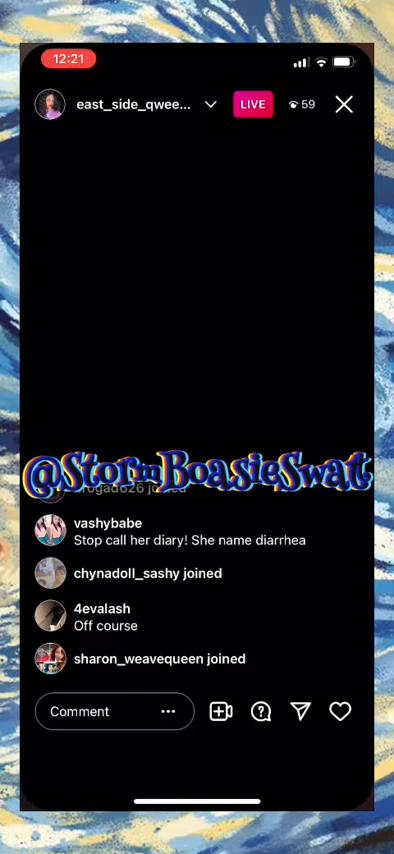 12:21
east_side_qwee...
LIVE
59
@StormBoasieSwat
joined
vashybabe
Stop call her diary! She name diarrhea
chynadoll_sashy joined
4evalash
Off course
sharon_weavequeen joined
Comment